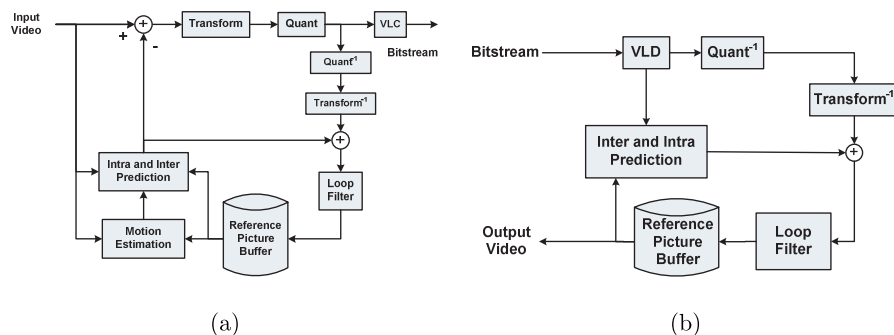 Input
Video
+
-
+
Transform
Quant
VLC
Bitstream
Quant⁻¹
Transform⁻¹
+
Intra and Inter
Prediction
Loop
Filter
Motion
Estimation
Reference
Picture
Buffer
(a)
Bitstream
VLD
Quant⁻¹
Transform⁻¹
Inter and Intra
Prediction
+
Output
Video
Reference
Picture
Buffer
Loop
Filter
(b)